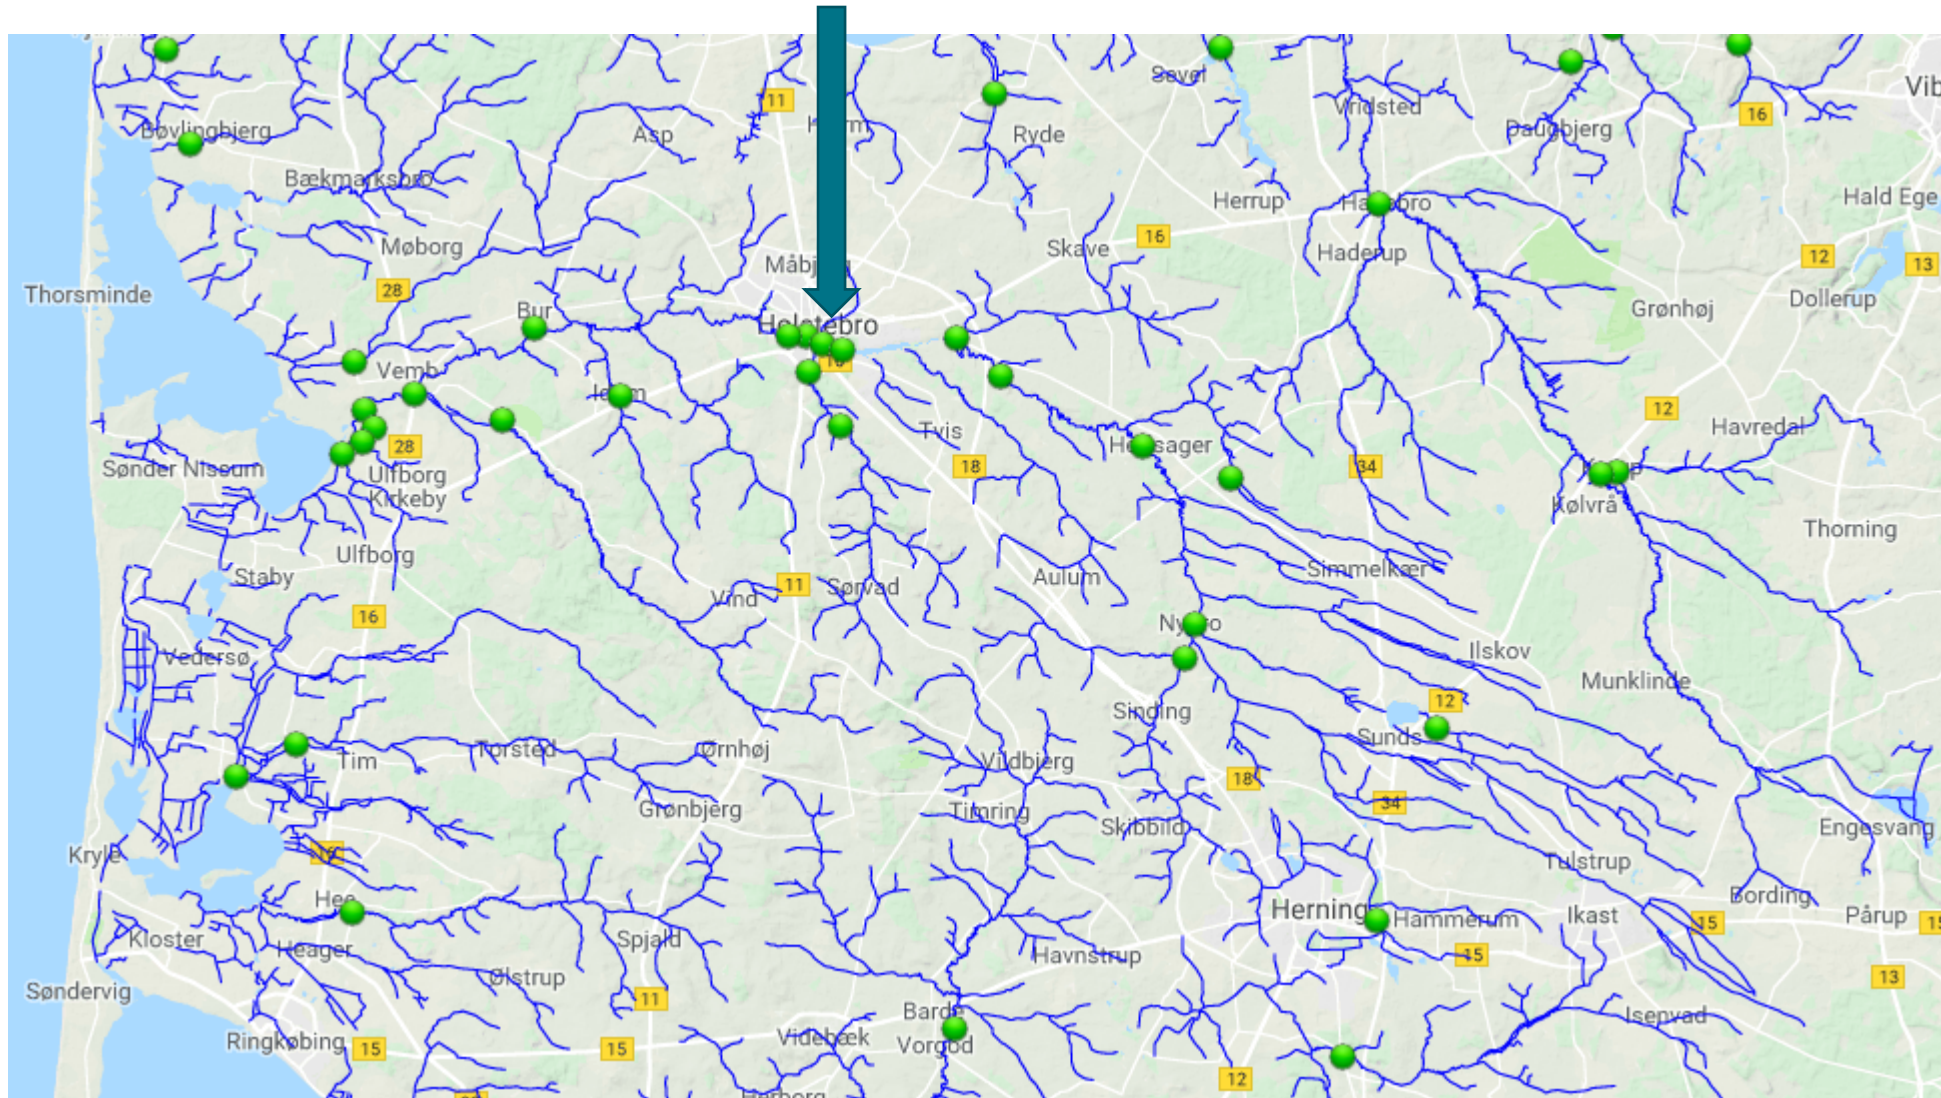 11
Savel
Vib
Vridsted
16
Bøvlingbjerg
Asp
Ryde
Daugbjerg
Bækmarksbro
Herrup
Hald Ege
Møborg
Skave
16
Haderup
12
13
Thorsminde
28
Dollerup
Bur
Grønhøj
Holstebro
Vemb
12
Havredal
Tvis
28
Sønder Nissum
18
34
Ulfborg
Kirkeby
Kølvrå
Thorning
Ulfborg
Staby
11
Sørvad
Aulum
Simmelkær
Vind
16
Vedersø
Ilskov
Munklinde
12
Sinding
Sunds
Tim
Torsted
Ørnhøj
Vildbjerg
18
Grønbjerg
Timring
34
Skibbild
Engesvang
Kryle
Tulstrup
Hee
Herning
Hammerum
Ikast
Bording
Pårup
15
15
Kloster
Heager
Spjald
Havnstrup
15
Ølstrup
13
Søndervig
11
Barde
Isenvad
Ringkøbing
15
15
Videbæk
Vorgod
12